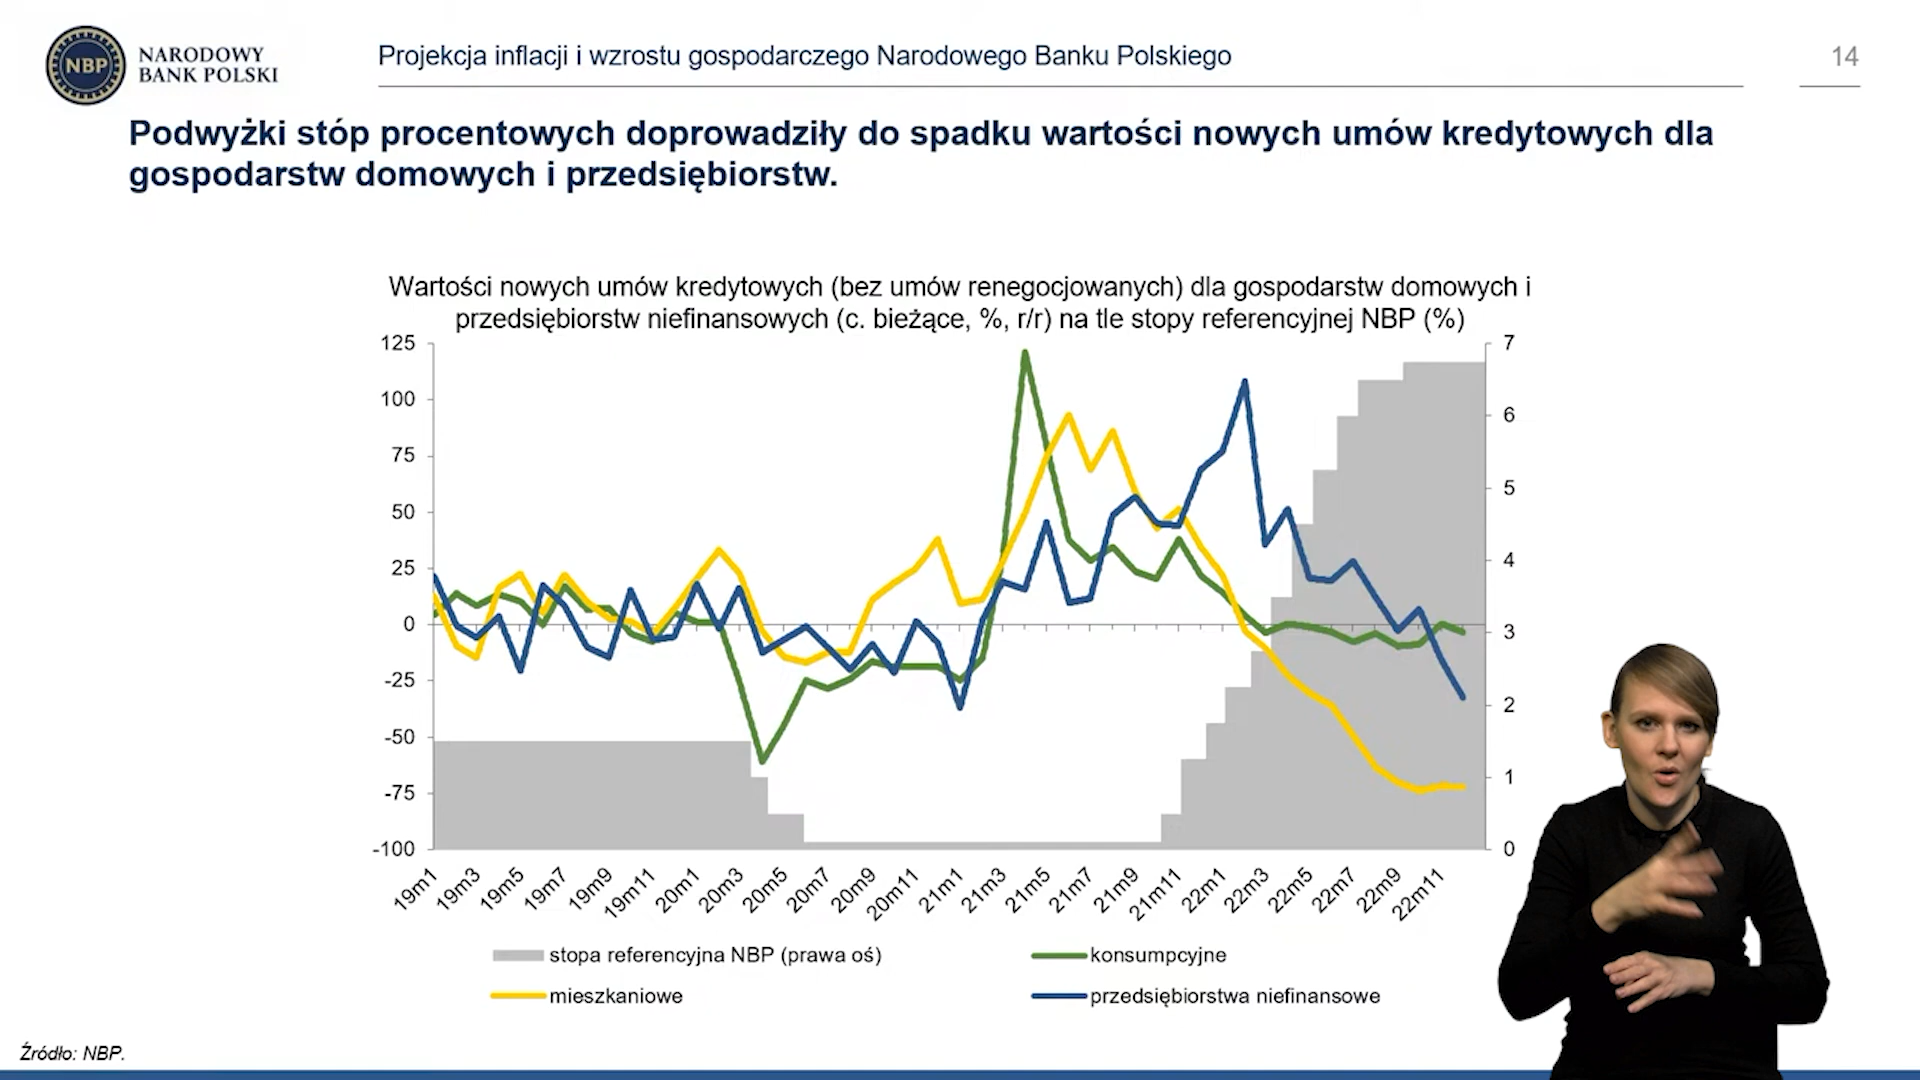 NBP
NARODOWY
BANK POLSKI
Projekcja inflacji i wzrostu gospodarczego Narodowego Banku Polskiego
14
Podwyżki stóp procentowych doprowadziły do spadku wartości nowych umów kredytowych dla
gospodarstw domowych i przedsiębiorstw.
Wartości nowych umów kredytowych (bez umów renegocjowanych) dla gospodarstw domowych i
przedsiębiorstw niefinansowych (c. bieżące, %, r/r) na tle stopy referencyjnej NBP (%)
125
100
75
50
25
0
-25
-50
-75
-100
7
6
5
4
3
2
1
0
19m1
19m3
19m5
19m7
19m9
19m11
20m1
20m3
20m5
20m7
20m9
20m11
21m1
21m3
21m5
21m7
21m9
21m11
22m1
22m3
22m5
22m7
22m9
22m11
stopa referencyjna NBP (prawa oś)
konsumpcyjne
mieszkaniowe
przedsiębiorstwa niefinansowe
Źródło: NBP.